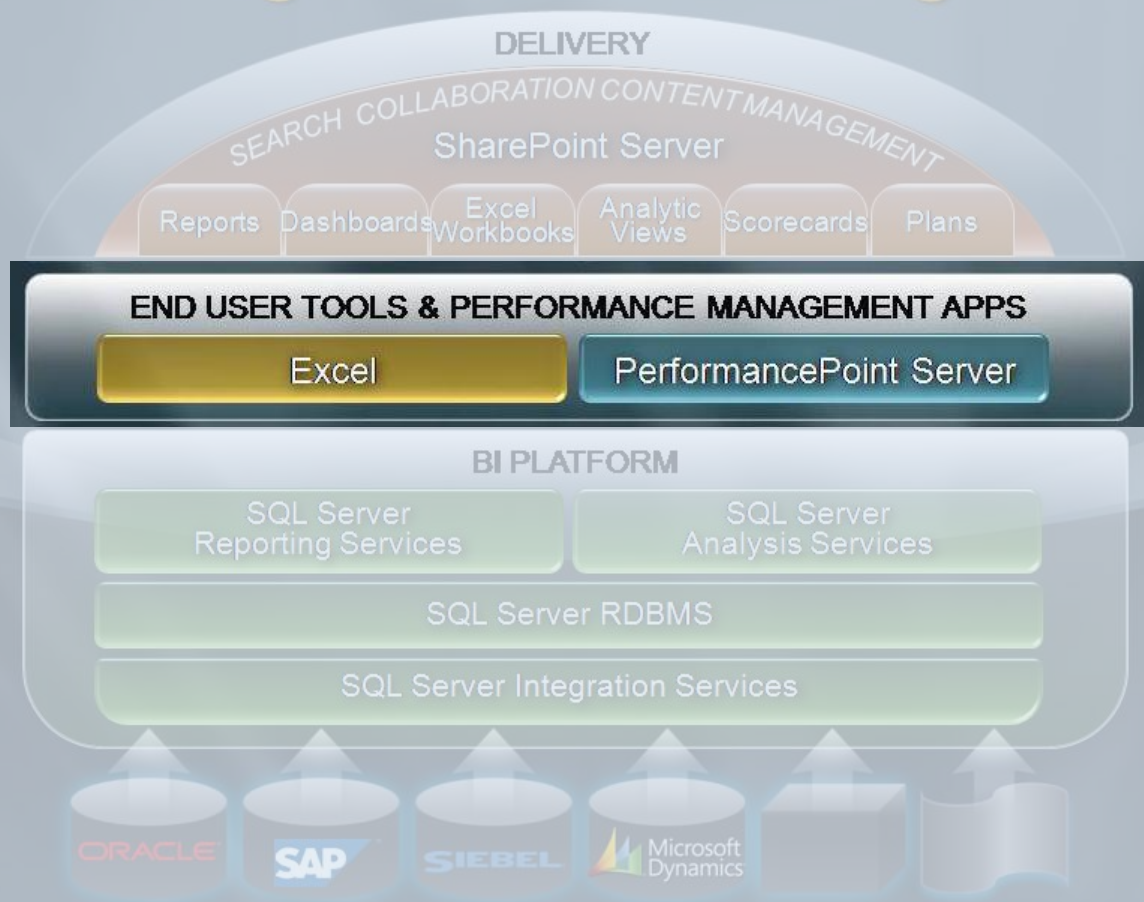 DELIVERY
SEARCH COLLABORATION CONTENT MANAGEMENT
SharePoint Server
Reports
Dashboards
Excel
Workbooks
Analytic
Views
Scorecards
Plans
END USER TOOLS & PERFORMANCE MANAGEMENT APPS
Excel
PerformancePoint Server
BI PLATFORM
SQL Server
Reporting Services
SQL Server
Analysis Services
SQL Server RDBMS
SQL Server Integration Services
ORACLE
SAP
SIEBEL
Microsoft
Dynamics